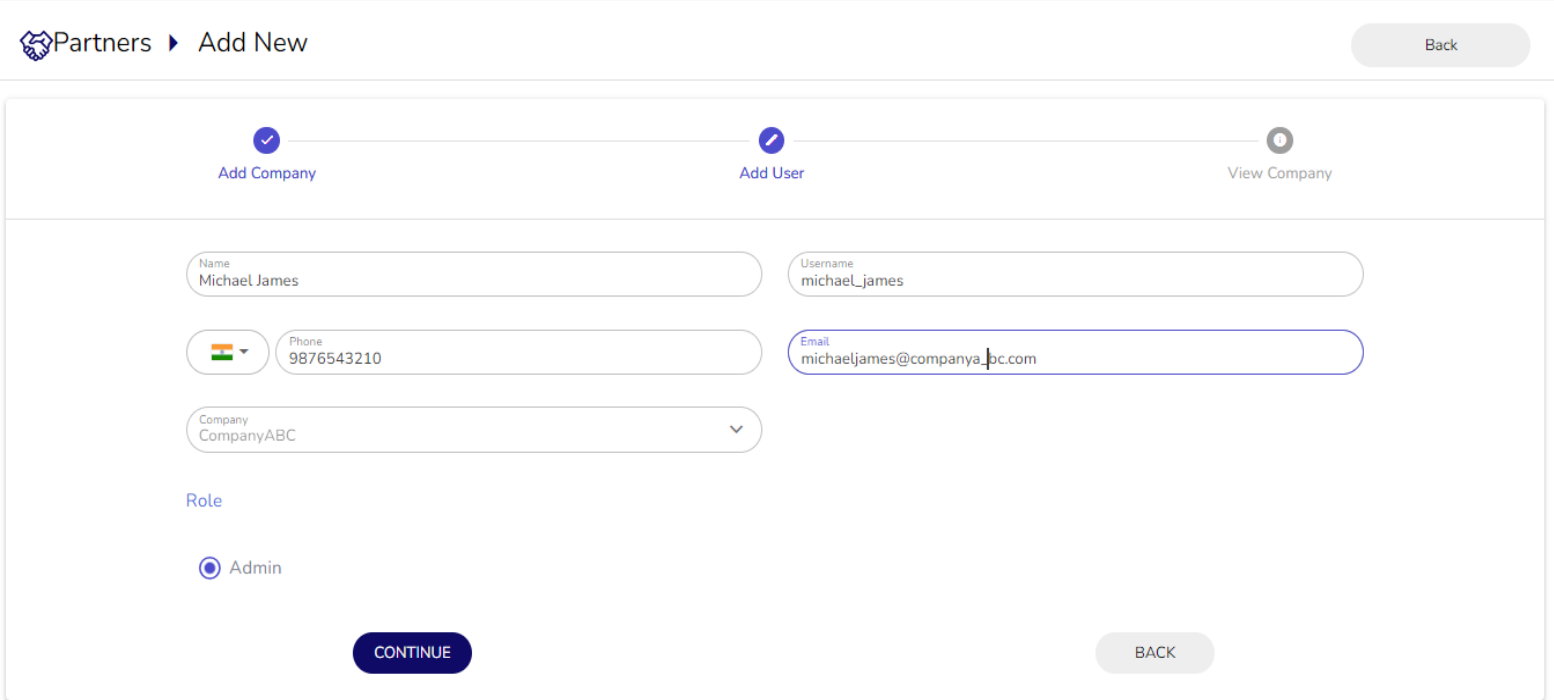 Partners Add New
Back
Add Company Add User View Company
Name
Michael James
Username
michael_james
Phone
9876543210
Email
michaeljames@companya_bc.com
Company
CompanyABC
Role
Admin
CONTINUE BACK